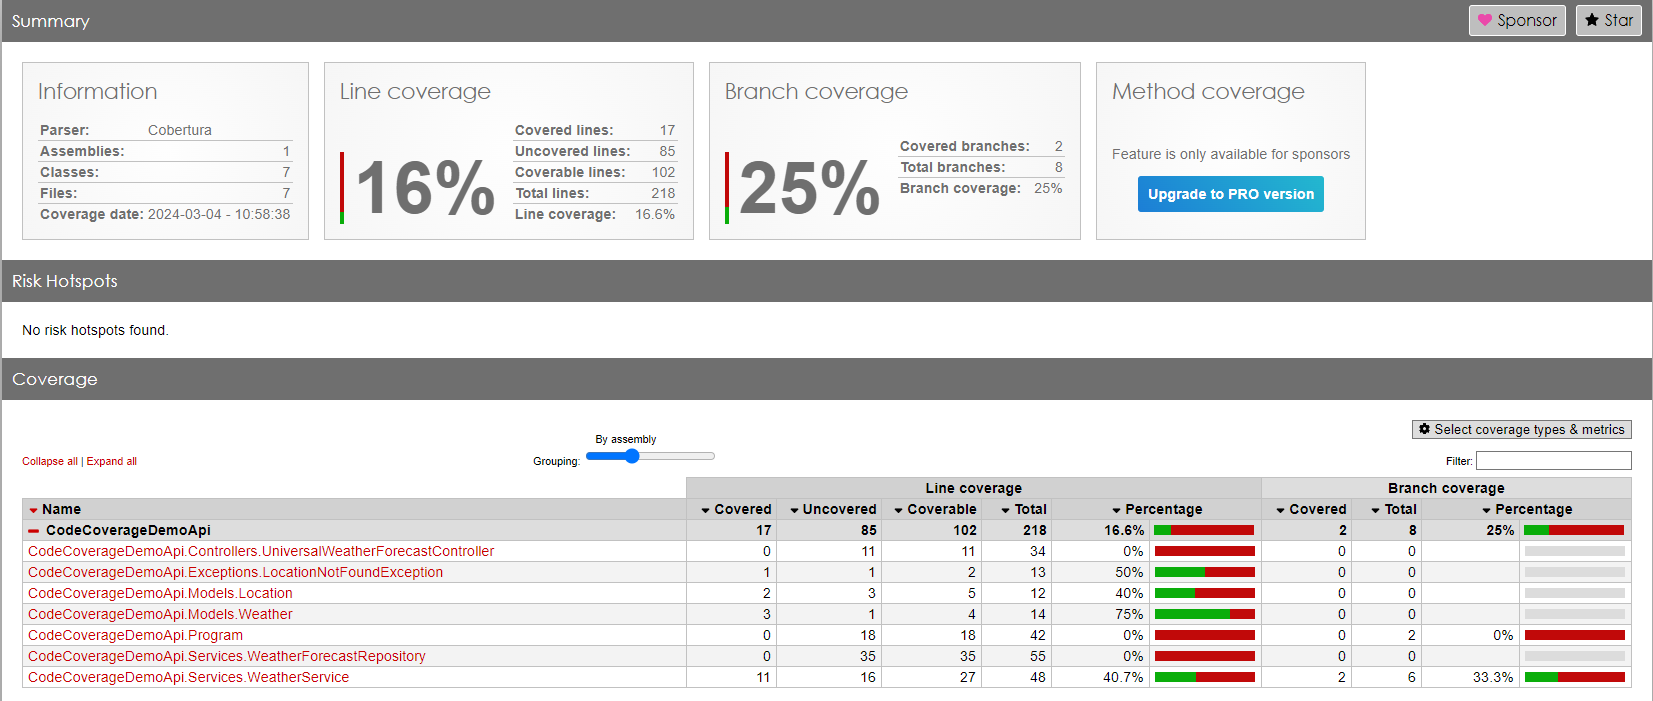 Summary
Sponsor
Star
Information
Parser: Cobertura
Assemblies: 1
Classes: 7
Files: 7
Coverage date: 2024-03-04 - 10:58:38
Line coverage
16%
Covered lines: 17
Uncovered lines: 85
Coverable lines: 102
Total lines: 218
Line coverage: 16.6%
Branch coverage
25%
Covered branches: 2
Total branches: 8
Branch coverage: 25%
Method coverage
Feature is only available for sponsors
Upgrade to PRO version
Risk Hotspots
No risk hotspots found.
Coverage
Select coverage types & metrics
Collapse all | Expand all
By assembly
Grouping:
Filter:
Line coverage Branch coverage
Name Covered Uncovered Coverable Total Percentage Covered Total Percentage
CodeCoverageDemoApi 17 85 102 218 16.6% 2 8 25%
CodeCoverageDemoApi.Controllers.UniversalWeatherForecastController 0 11 11 34 0% 0 0
CodeCoverageDemoApi.Exceptions.LocationNotFoundException 1 1 2 13 50% 0 0
CodeCoverageDemoApi.Models.Location 2 3 5 12 40% 0 0
CodeCoverageDemoApi.Models.Weather 3 1 4 14 75% 0 0
CodeCoverageDemoApi.Program 0 18 18 42 0% 0 2 0%
CodeCoverageDemoApi.Services.WeatherForecastRepository 0 35 35 55 0% 0 0
CodeCoverageDemoApi.Services.WeatherService 11 16 27 48 40.7% 2 6 33.3%